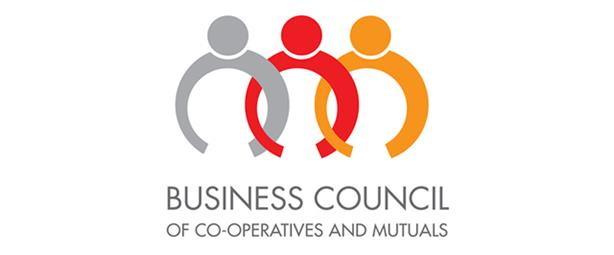 BUSINESS COUNCIL
OF CO-OPERATIVES AND MUTUALS